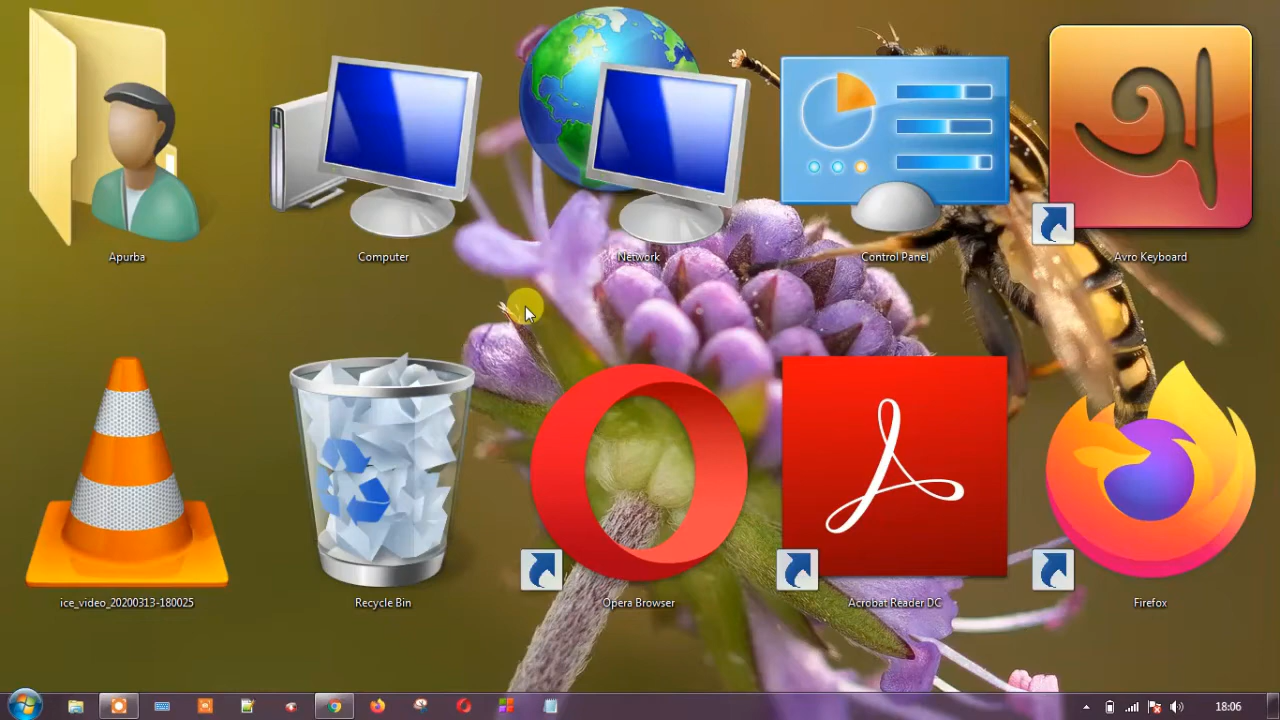 অ
Apurba
Computer
Network
Control Panel
Avro Keyboard
ice_video_20200313-180025
Recycle Bin
Opera Browser
Acrobat Reader DC
Firefox
18:06